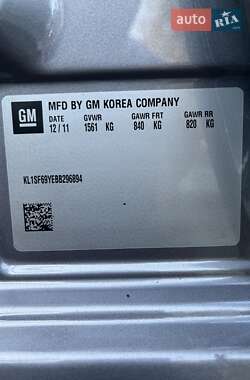 auto RIA.com
GM MFD BY GM KOREA COMPANY
DATE GVWR GAWR FRT GAWR RR
12/11 1561 KG 840 KG 820 KG
KL1SF69YEBB296894